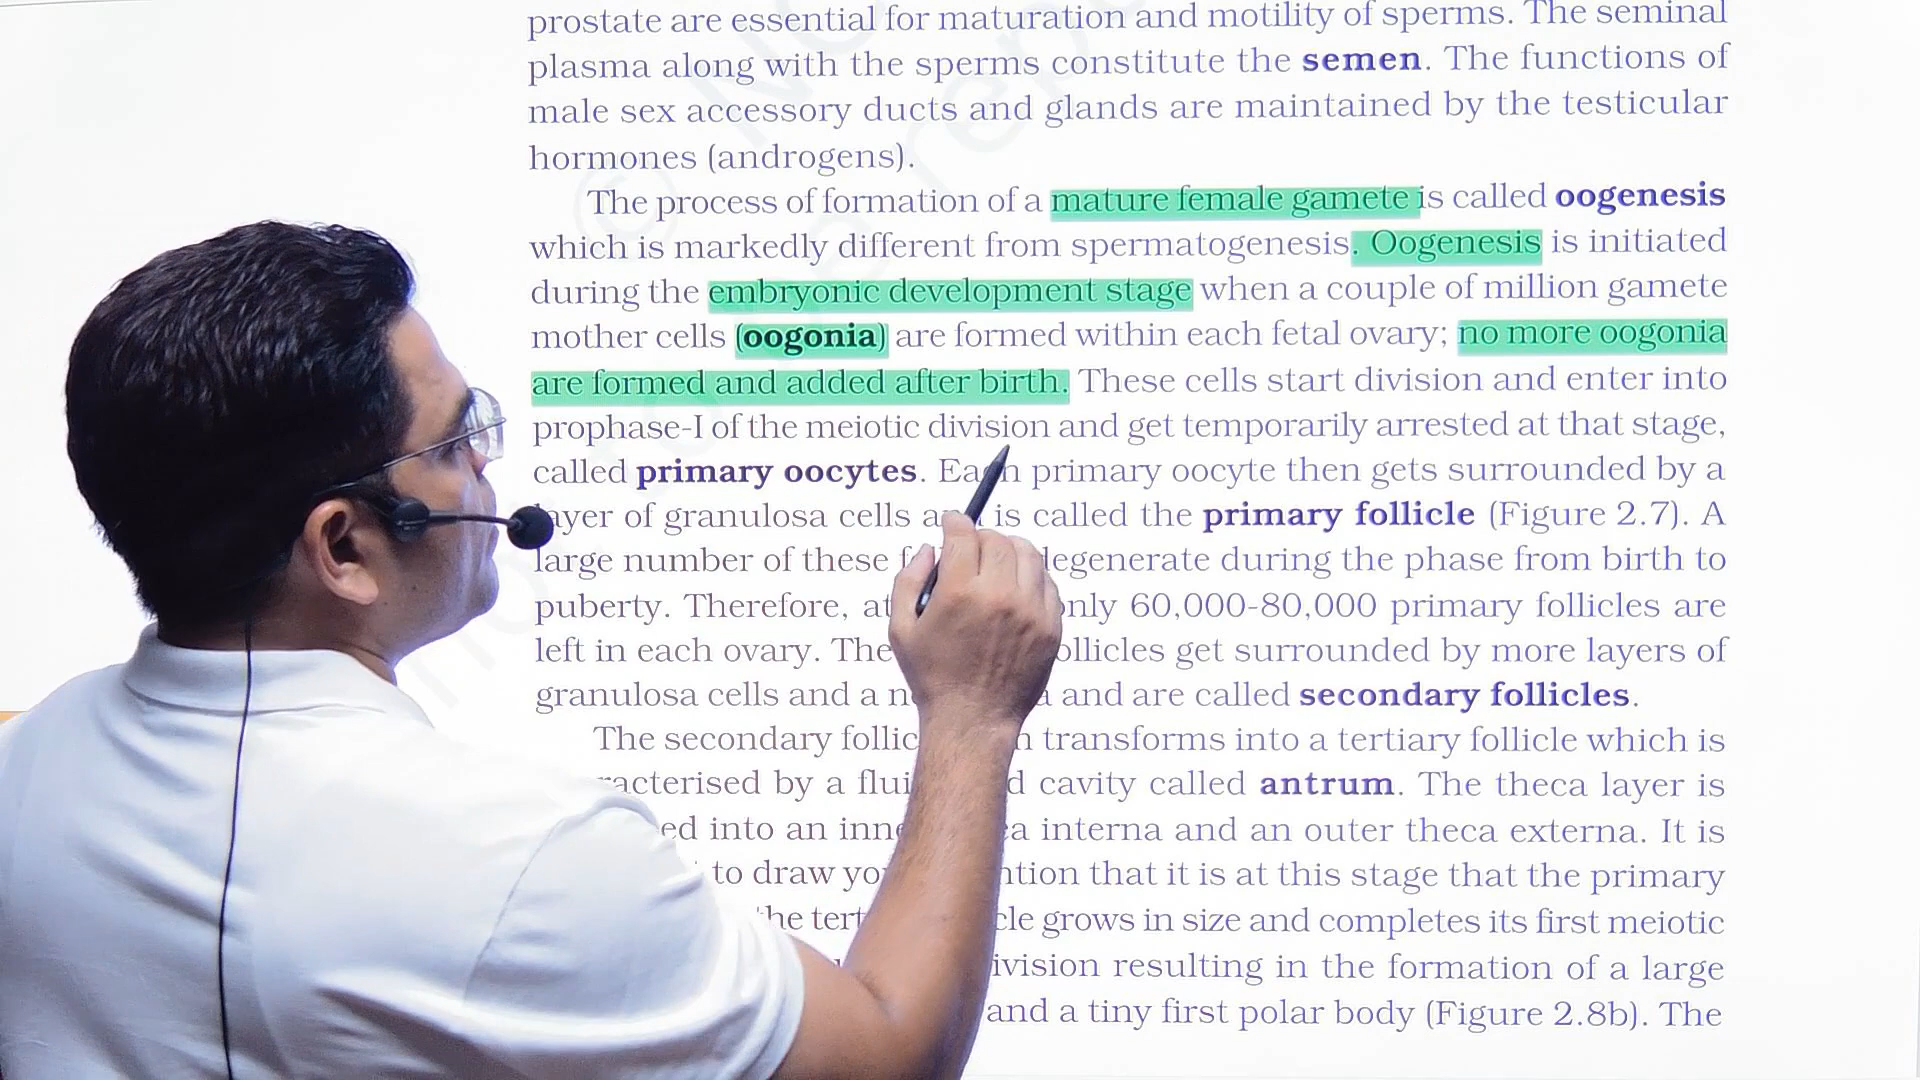 prostate are essential for maturation and motility of sperms. The seminal
plasma along with the sperms constitute the semen. The functions of
male sex accessory ducts and glands are maintained by the testicular
hormones (androgens).
The process of formation of a mature female gamete is called oogenesis
which is markedly different from spermatogenesis. Oogenesis is initiated
during the embryonic development stage when a couple of million gamete
mother cells (oogonia) are formed within each fetal ovary; no more oogonia
are formed and added after birth. These cells start division and enter into
prophase-I of the meiotic division and get temporarily arrested at that stage,
called primary oocytes. Each primary oocyte then gets surrounded by a
layer of granulosa cells is called the primary follicle (Figure 2.7). A
large number of these degenerate during the phase from birth to
puberty. Therefore, at only 60,000-80,000 primary follicles are
left in each ovary. follicles get surrounded by more layers of
granulosa cells and a and are called secondary follicles.
The secondary transforms into a tertiary follicle which is
by a cavity called antrum. The theca layer is
into an interna and an outer theca externa. It is
to draw that it is at this stage that the primary
grows in size and completes its first meiotic
division resulting in the formation of a large
and a tiny first polar body (Figure 2.8b). The